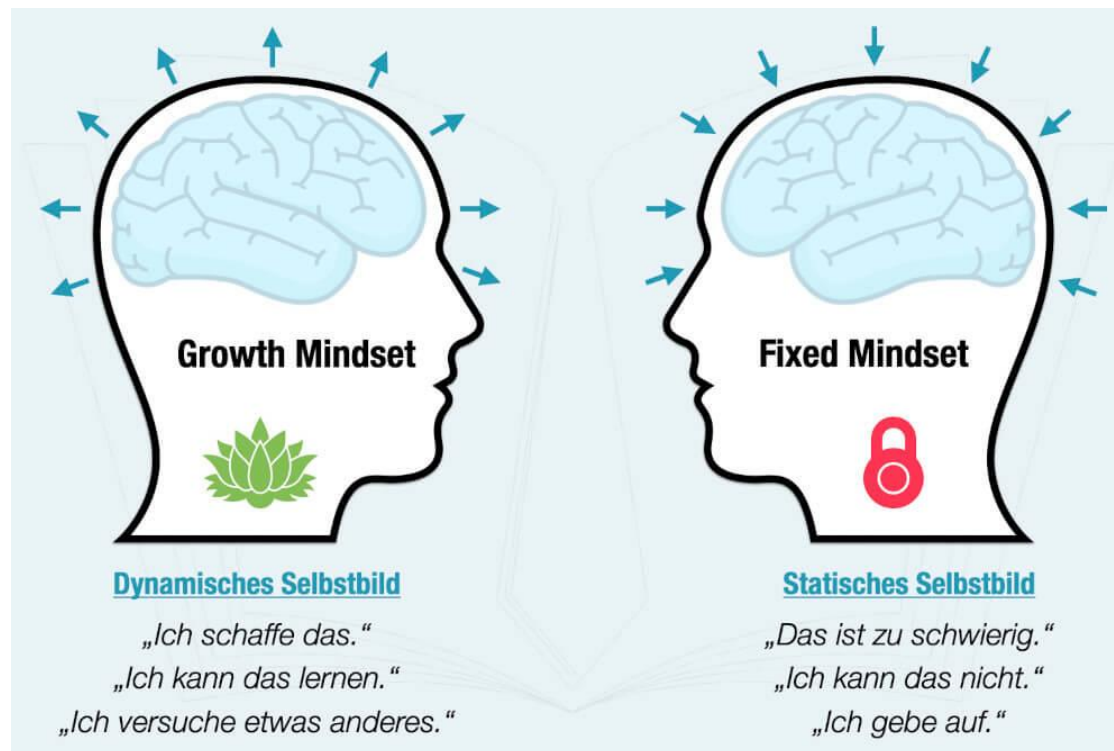 Growth Mindset
Dynamisches Selbstbild
„Ich schaffe das.“
„Ich kann das lernen.“
„Ich versuche etwas anderes.“
Fixed Mindset
Statisches Selbstbild
„Das ist zu schwierig.“
„Ich kann das nicht.“
„Ich gebe auf.“